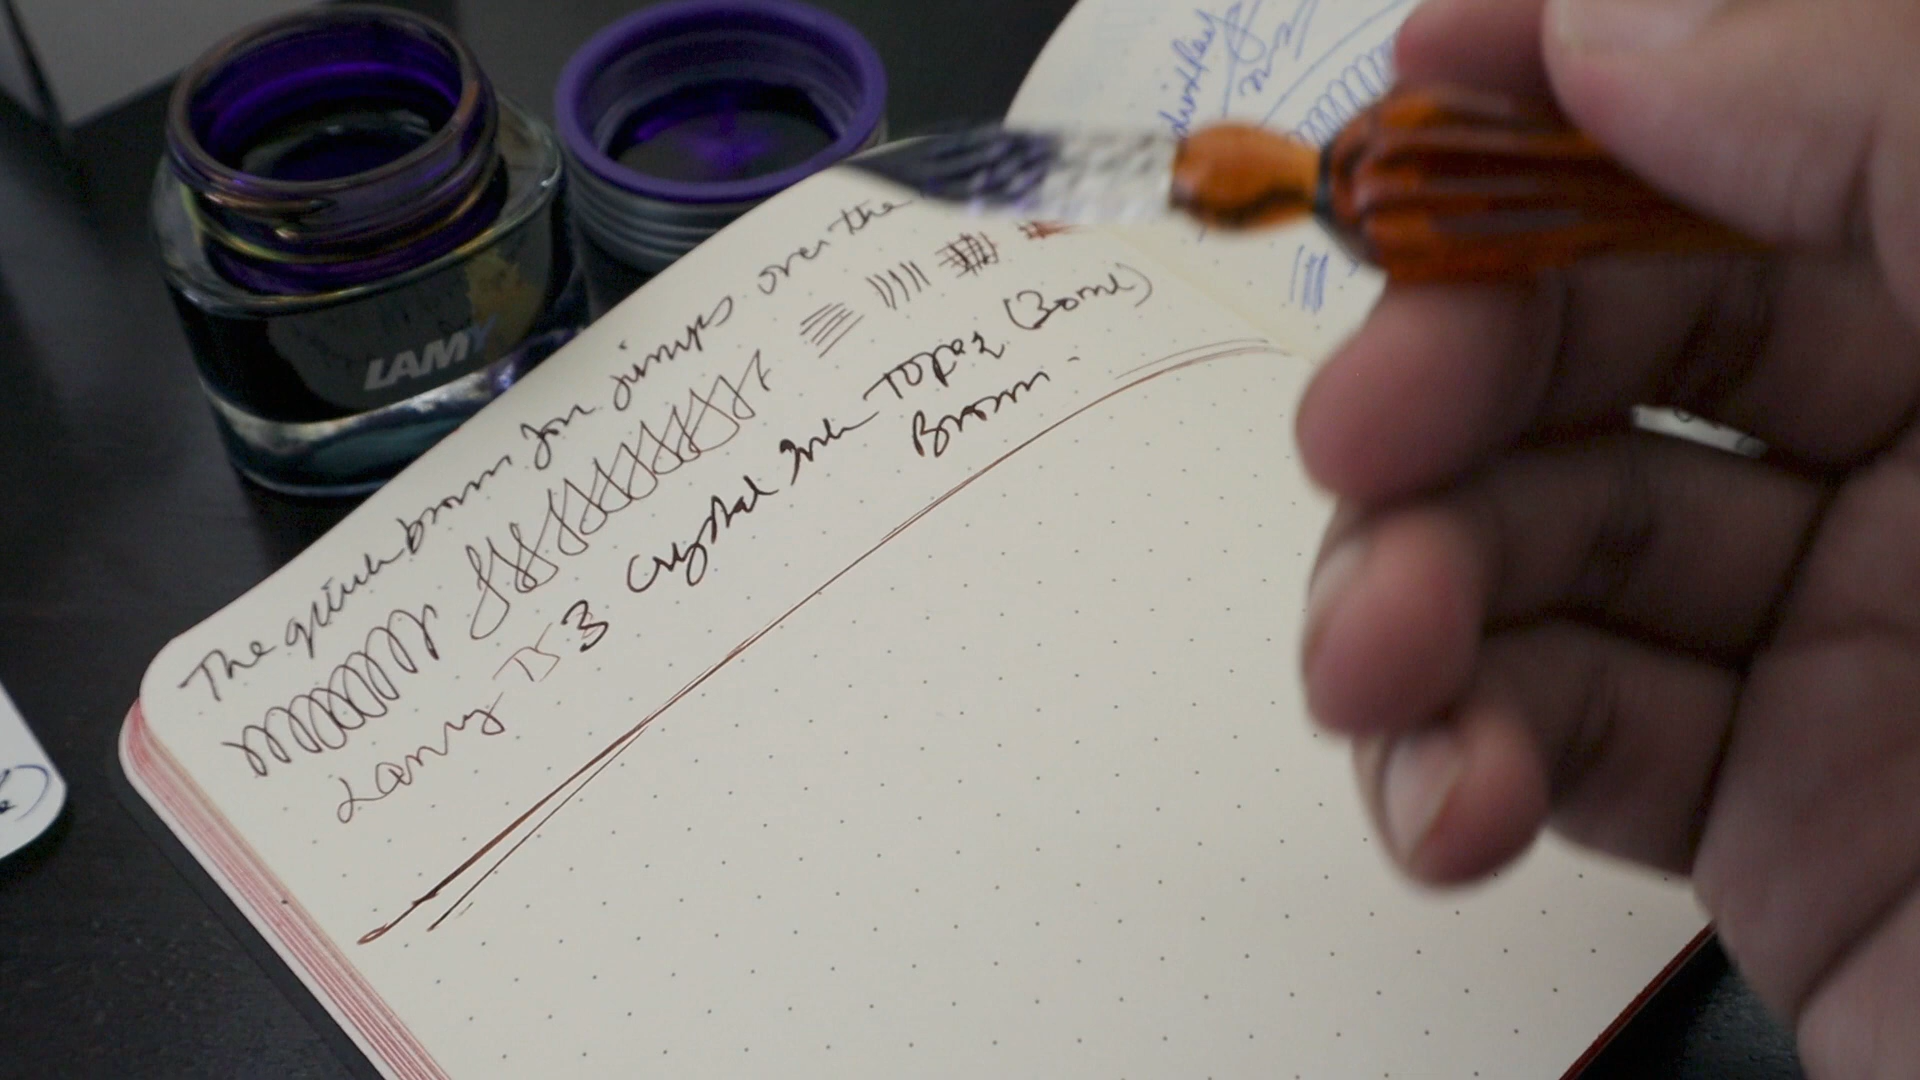 LAMY
The quick brown fox jumps over the
Lamy T53 Crystal Ink Topaz (30ml)
Brown.